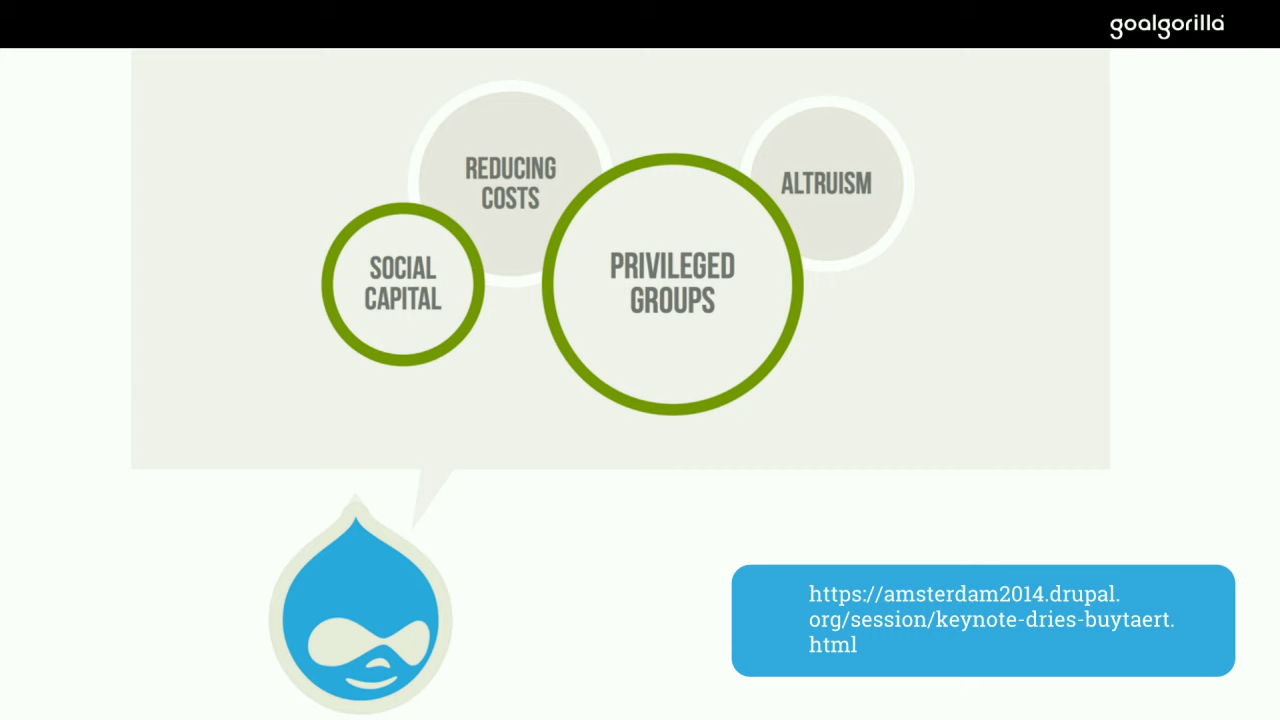 goalgorilla
REDUCING
COSTS
ALTRUISM
SOCIAL
CAPITAL
PRIVILEGED
GROUPS
https://amsterdam2014.drupal.
org/session/keynote-dries-buytaert.
html